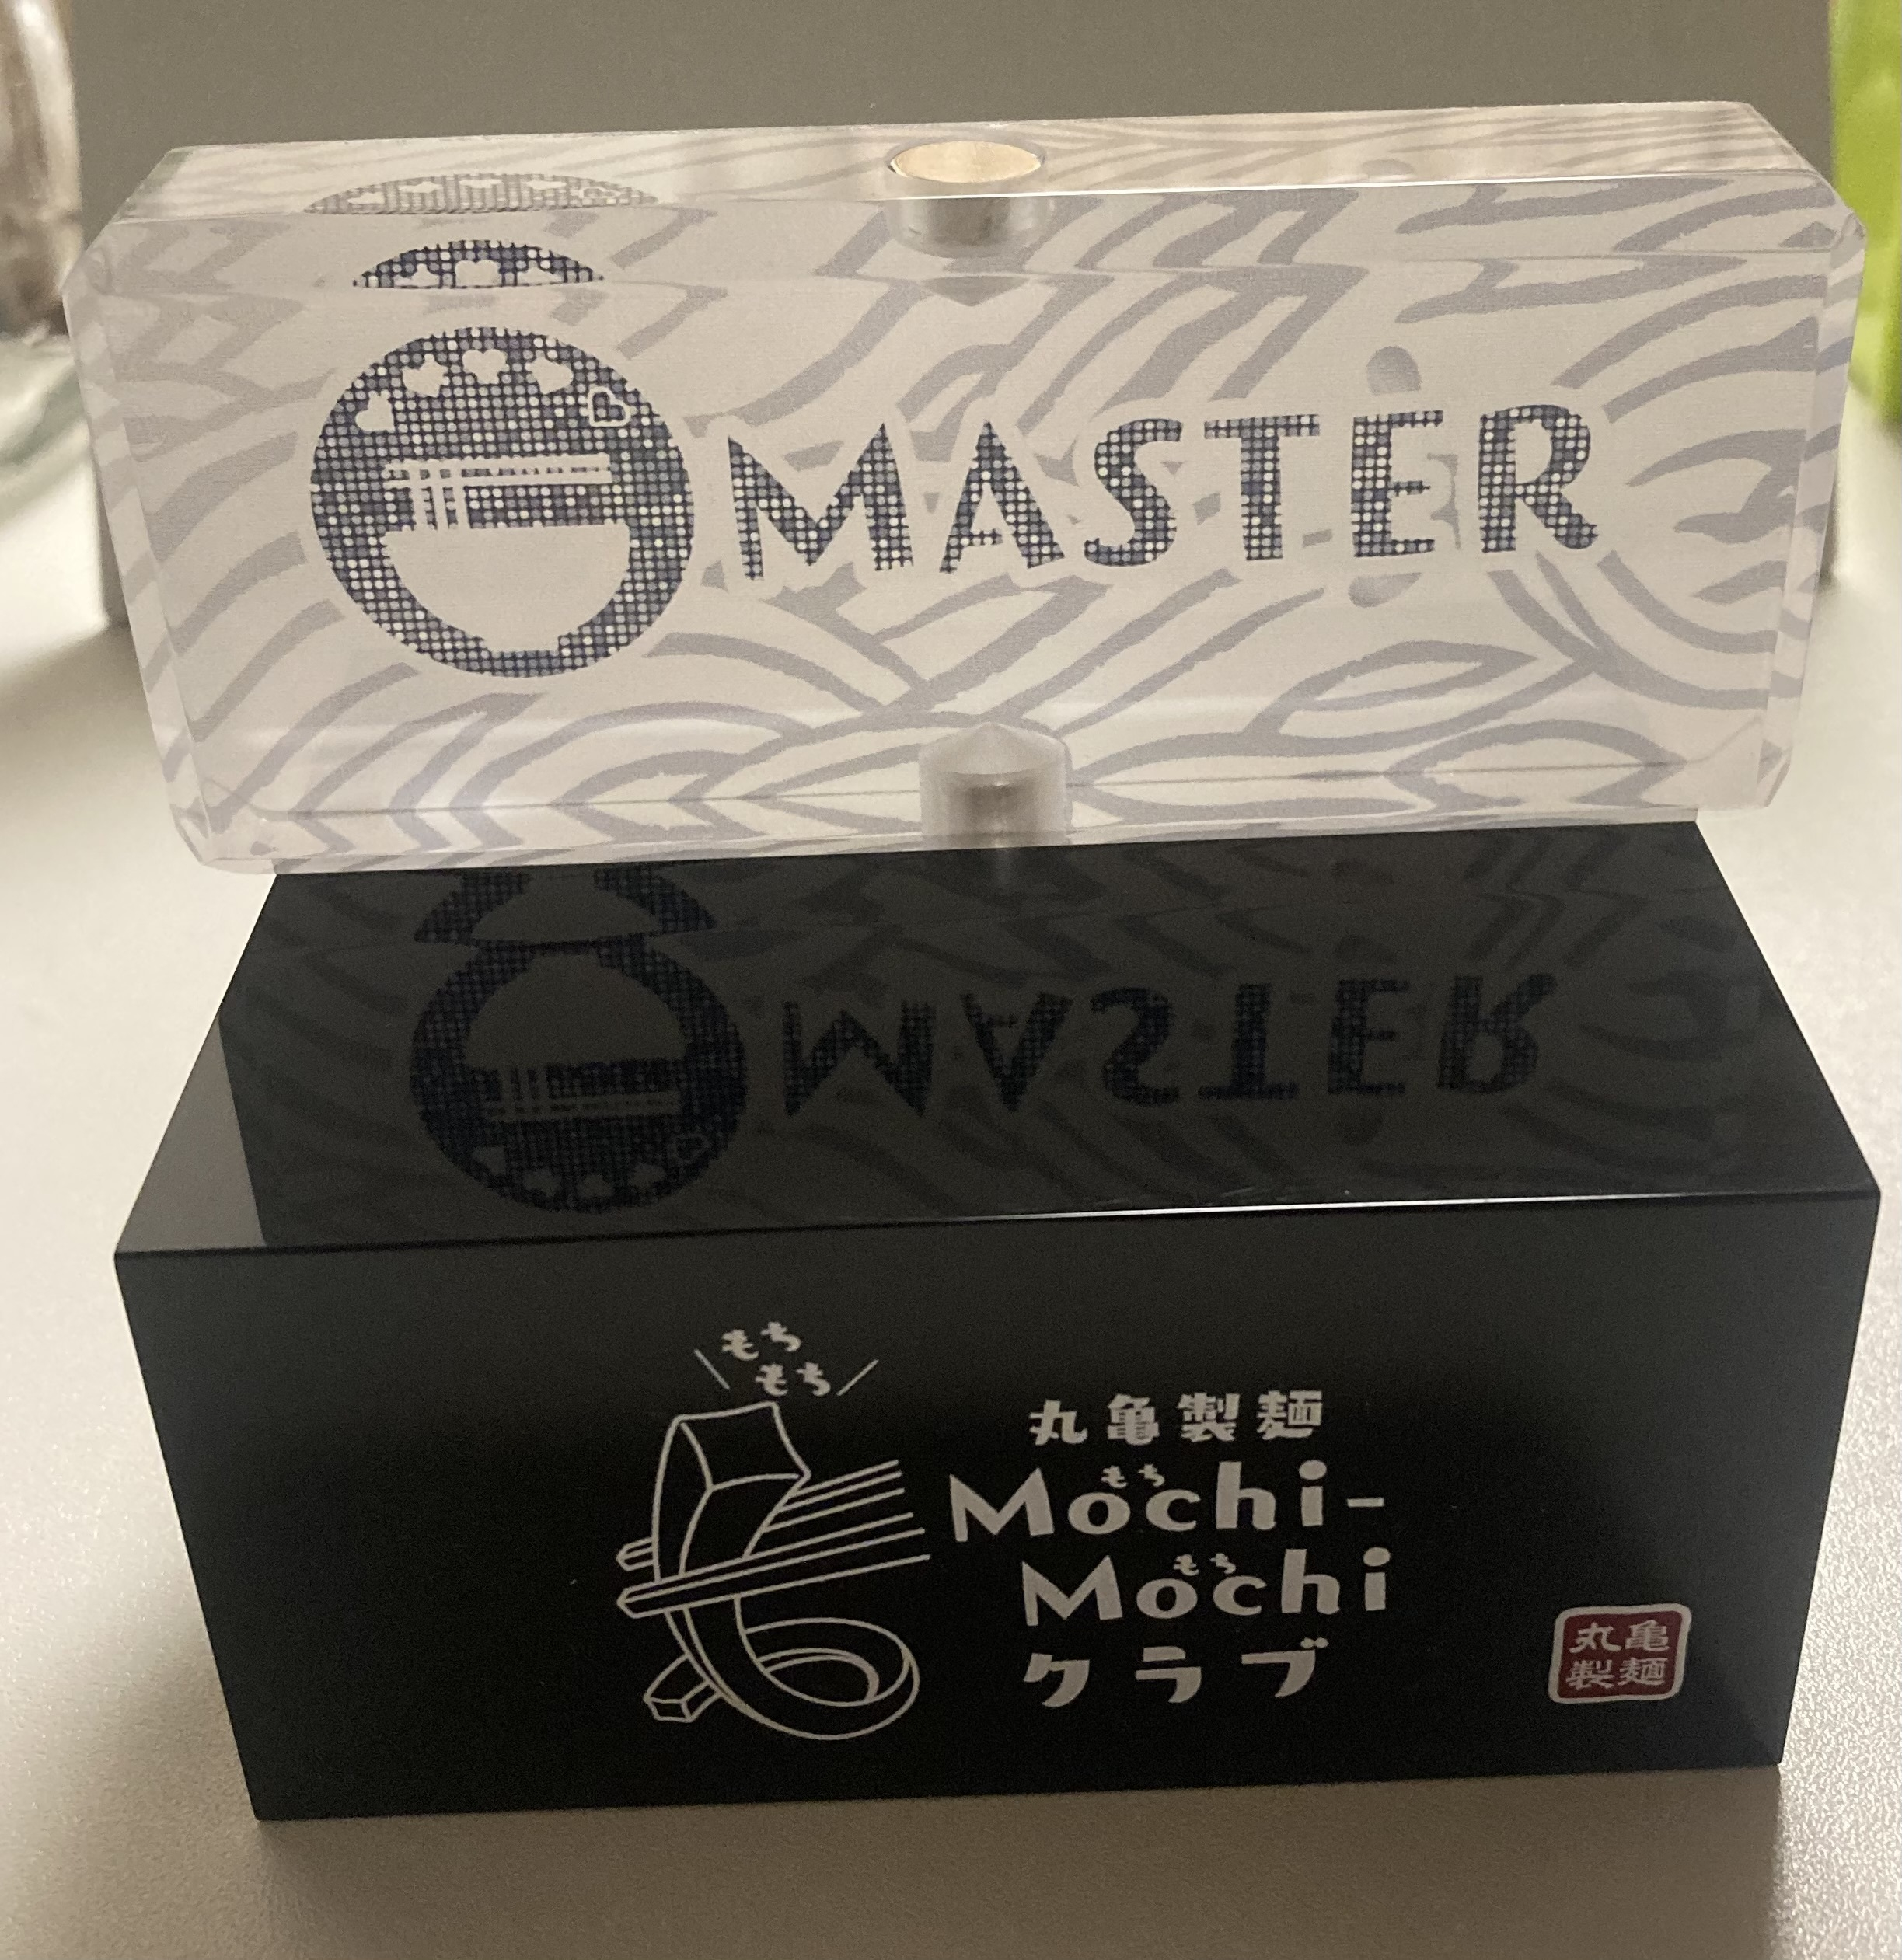 MASTER
もち
もち
丸亀製麺
もち
Mochi-
もち
Mochi
クラブ
丸亀
製麺